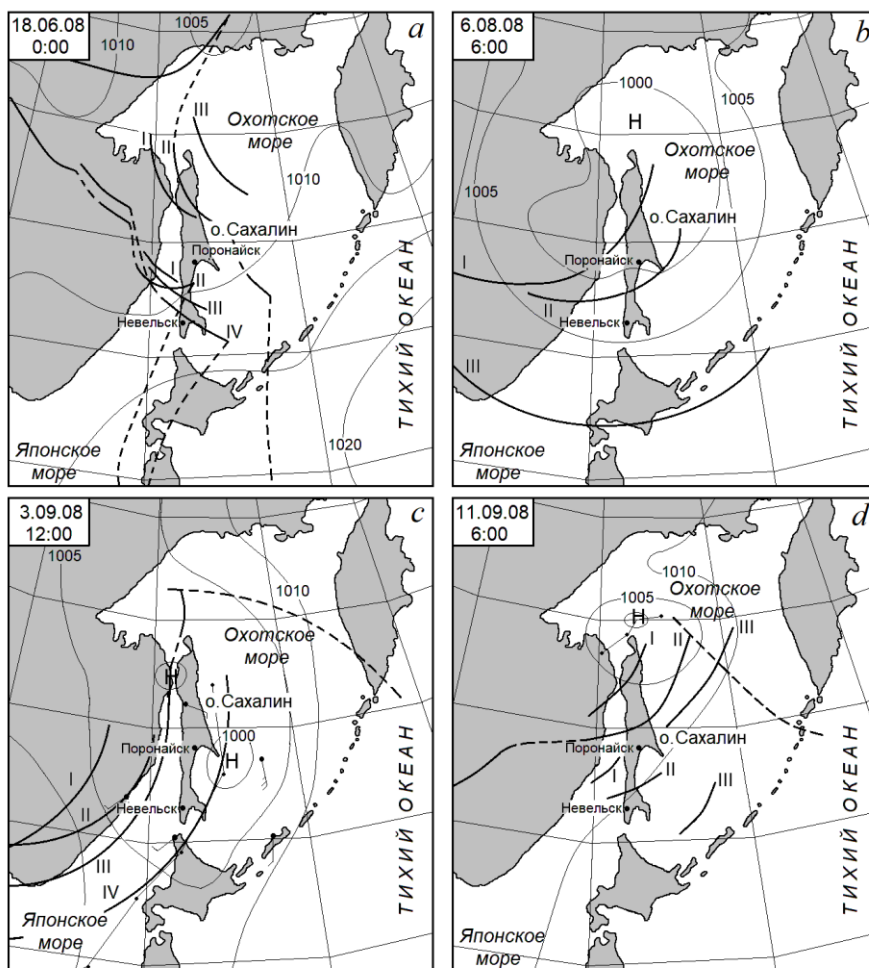 18.06.08
0:00
a
1005
1010
III
Охотское
море
II
II
1010
о. Сахалин
Поронайск
I
II
III
Невельск
IV
ТИХИЙ ОКЕАН
Японское
море
1020
6.08.08
6:00
b
1000
1005
Н
Охотское
море
1005
о. Сахалин
I
Поронайск
II
Невельск
III
ТИХИЙ ОКЕАН
Японское
море
3.09.08
12:00
c
1005
1010
Охотское
море
Н
о. Сахалин
1000
Поронайск
Н
I
II
Невельск
III
IV
ТИХИЙ ОКЕАН
Японское
море
11.09.08
6:00
d
1010
Охотское
1005
море
Н
I
II
III
о. Сахалин
Поронайск
I
II
III
Невельск
ТИХИЙ ОКЕАН
Японское
море